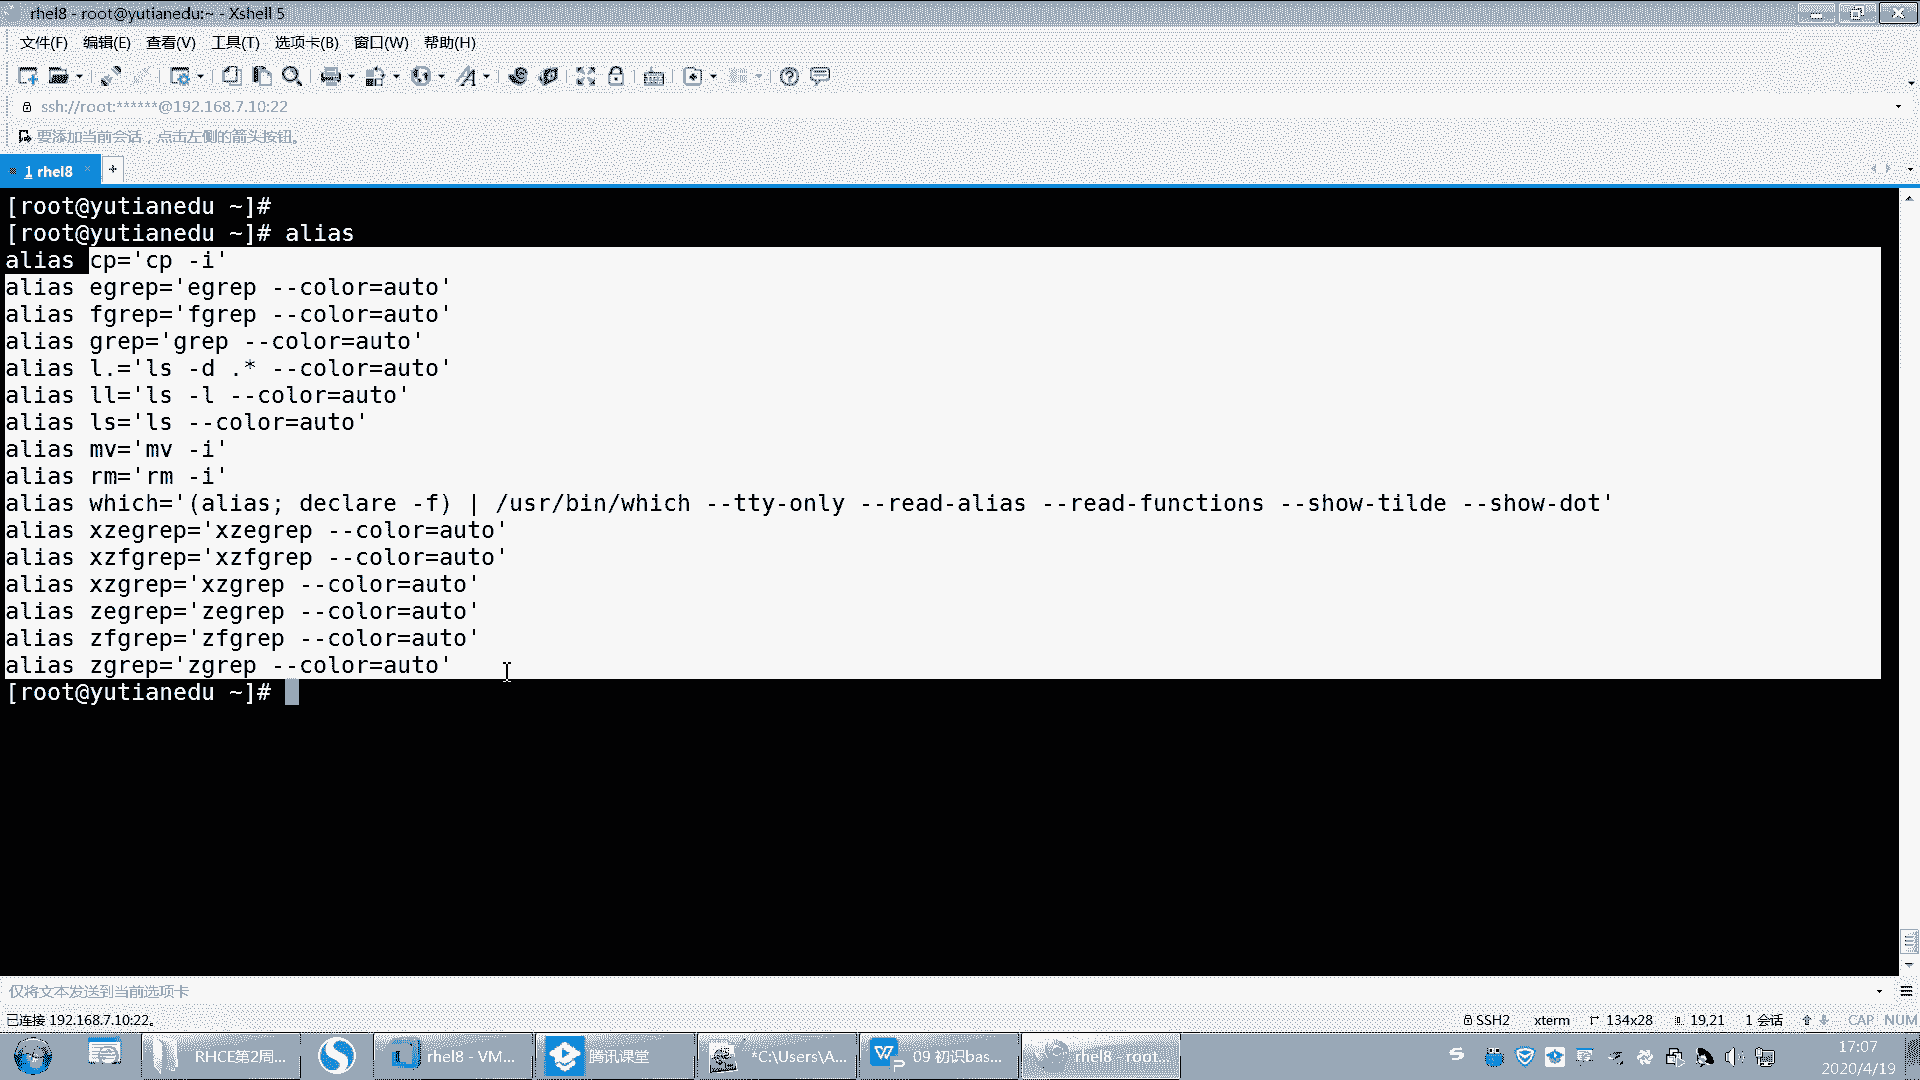 rhel8 - root@yutianedu:~ - Xshell 5
文件(F) 编辑(E) 查看(V) 工具(T) 选项卡(B) 窗口(W) 帮助(H)
ssh://root:******@192.168.7.10:22
要添加当前会话，点击左侧的箭头按钮。
1 rhel8
[root@yutianedu ~]#
[root@yutianedu ~]# alias
alias cp='cp -i'
alias egrep='egrep --color=auto'
alias fgrep='fgrep --color=auto'
alias grep='grep --color=auto'
alias l.='ls -d .* --color=auto'
alias ll='ls -l --color=auto'
alias ls='ls --color=auto'
alias mv='mv -i'
alias rm='rm -i'
alias which='(alias; declare -f) | /usr/bin/which --tty-only --read-alias --read-functions --show-tilde --show-dot'
alias xzegrep='xzegrep --color=auto'
alias xzfgrep='xzfgrep --color=auto'
alias xzgrep='xzgrep --color=auto'
alias zegrep='zegrep --color=auto'
alias zfgrep='zfgrep --color=auto'
alias zgrep='zgrep --color=auto'
[root@yutianedu ~]#
仅将文本发送到当前选项卡
已连接 192.168.7.10:22。 SSH2 xterm 134x28 19,21 1 会话 CAP NUM
RHCE第2周... rhel8 - VM... 腾讯课堂 *C:\Users\A... 09 初识bas... rhel8 - root... 17:07
2020/4/19